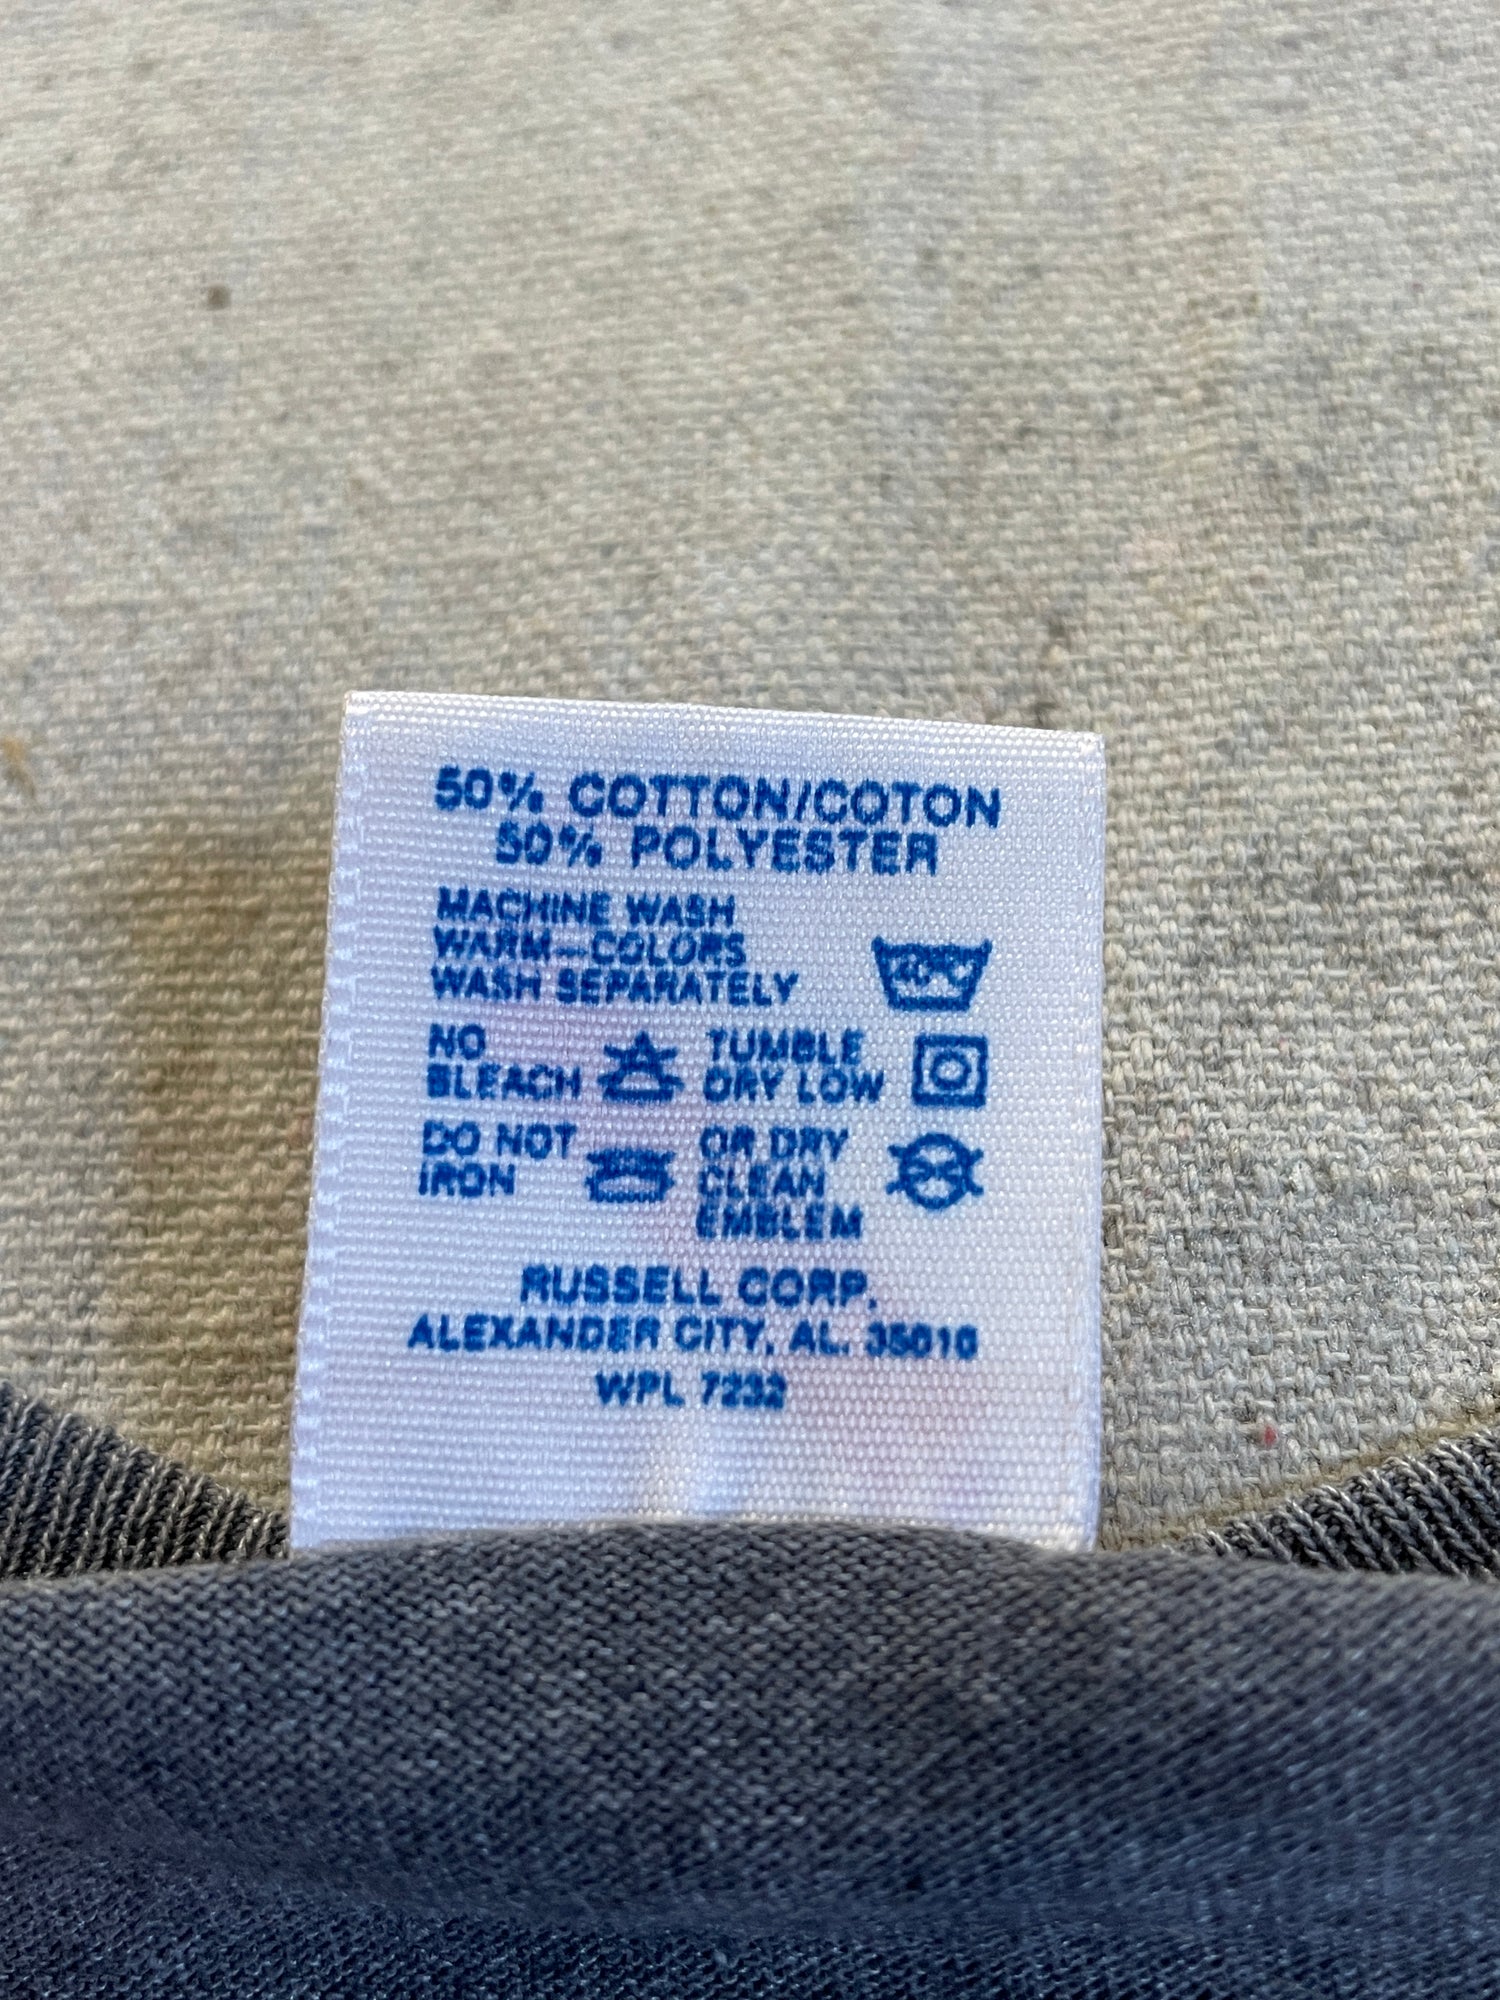 50% COTTON/COTON
50% POLYESTER
MACHINE WASH
WARM-COLORS
WASH SEPARATELY
40°C
NO
BLEACH
TUMBLE
DRY LOW
DO NOT
IRON
OR DRY
CLEAN
EMBLEM
RUSSELL CORP.
ALEXANDER CITY, AL. 35010
WPL 7232